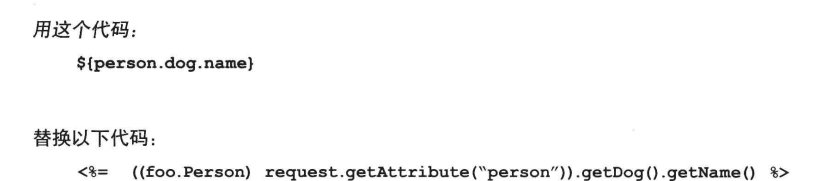 用这个代码：
${person.dog.name}
替换以下代码：
<%= ((foo.Person) request.getAttribute(“person”)).getDog().getName() %>